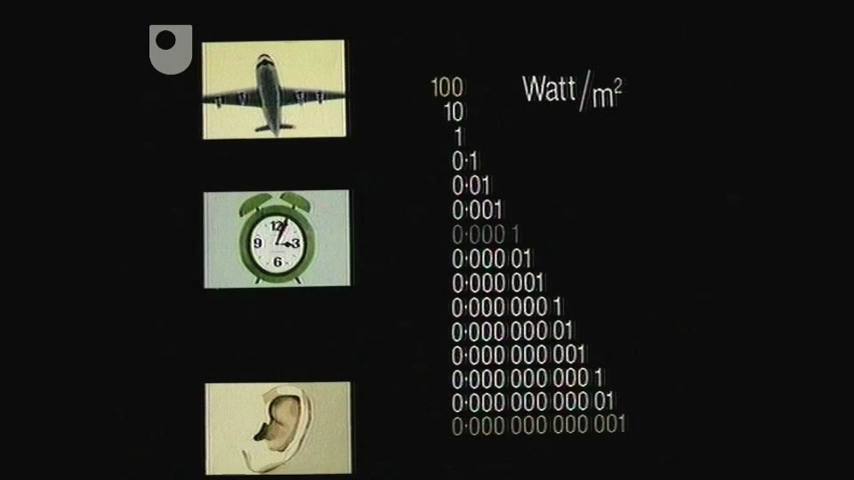 100 Watt/m²
10
1
0·1
0·01
0·001
0·000 1
0·000 01
0·000 001
0·000 000 1
0·000 000 01
0·000 000 001
0·000 000 000 1
0·000 000 000 01
0·000 000 000 001
12
9 3
6